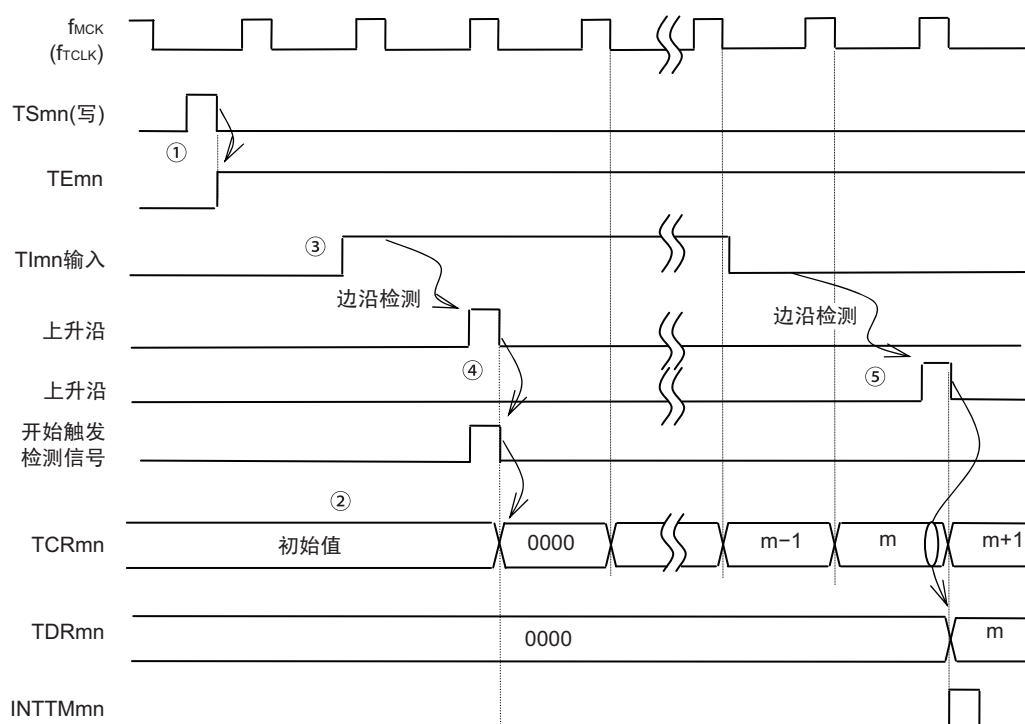 fMCK
(fTCLK)
TSmn(写)
①
TEmn
③
TImn输入
边沿检测
边沿检测
上升沿
④
⑤
上升沿
开始触发
检测信号
②
TCRmn
初始值
0000
m−1
m
m+1
TDRmn
0000
m
INTTMmn